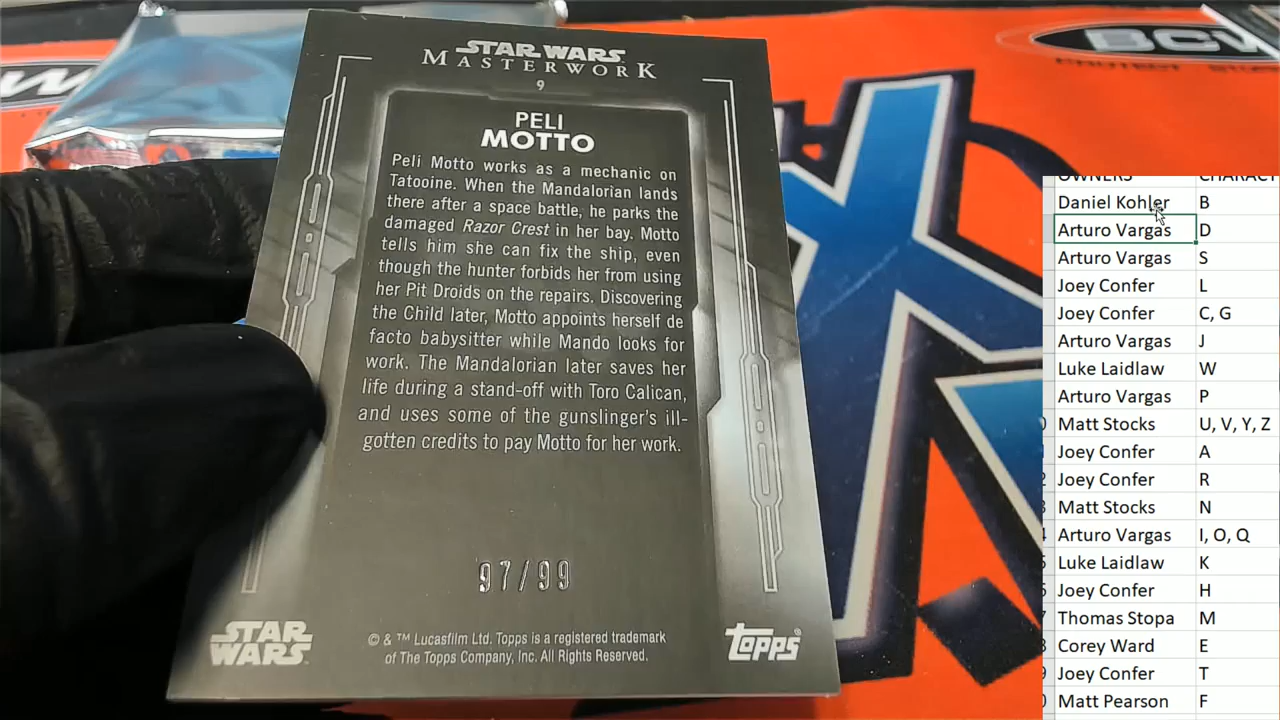 STAR WARS
MASTERWORK
9
PELI
MOTTO
Peli Motto works as a mechanic on
Tatooine. When the Mandalorian lands
there after a space battle, he parks the
damaged Razor Crest in her bay. Motto
tells him she can fix the ship, even
though the hunter forbids her from using
her Pit Droids on the repairs. Discovering
the Child later, Motto appoints herself de
facto babysitter while Mando looks for
work. The Mandalorian later saves her
life during a stand-off with Toro Calican,
and uses some of the gunslinger's ill-
gotten credits to pay Motto for her work.
97/99
STAR
WARS
© & ™ Lucasfilm Ltd. Topps is a registered trademark
of The Topps Company, Inc. All Rights Reserved.
topps®
BCW
OWNERS CHARACT
Daniel Kohler B
Arturo Vargas D
Arturo Vargas S
Joey Confer L
Joey Confer C, G
Arturo Vargas J
Luke Laidlaw W
Arturo Vargas P
Matt Stocks U, V, Y, Z
Joey Confer A
Joey Confer R
Matt Stocks N
Arturo Vargas I, O, Q
Luke Laidlaw K
Joey Confer H
Thomas Stopa M
Corey Ward E
Joey Confer T
Matt Pearson F